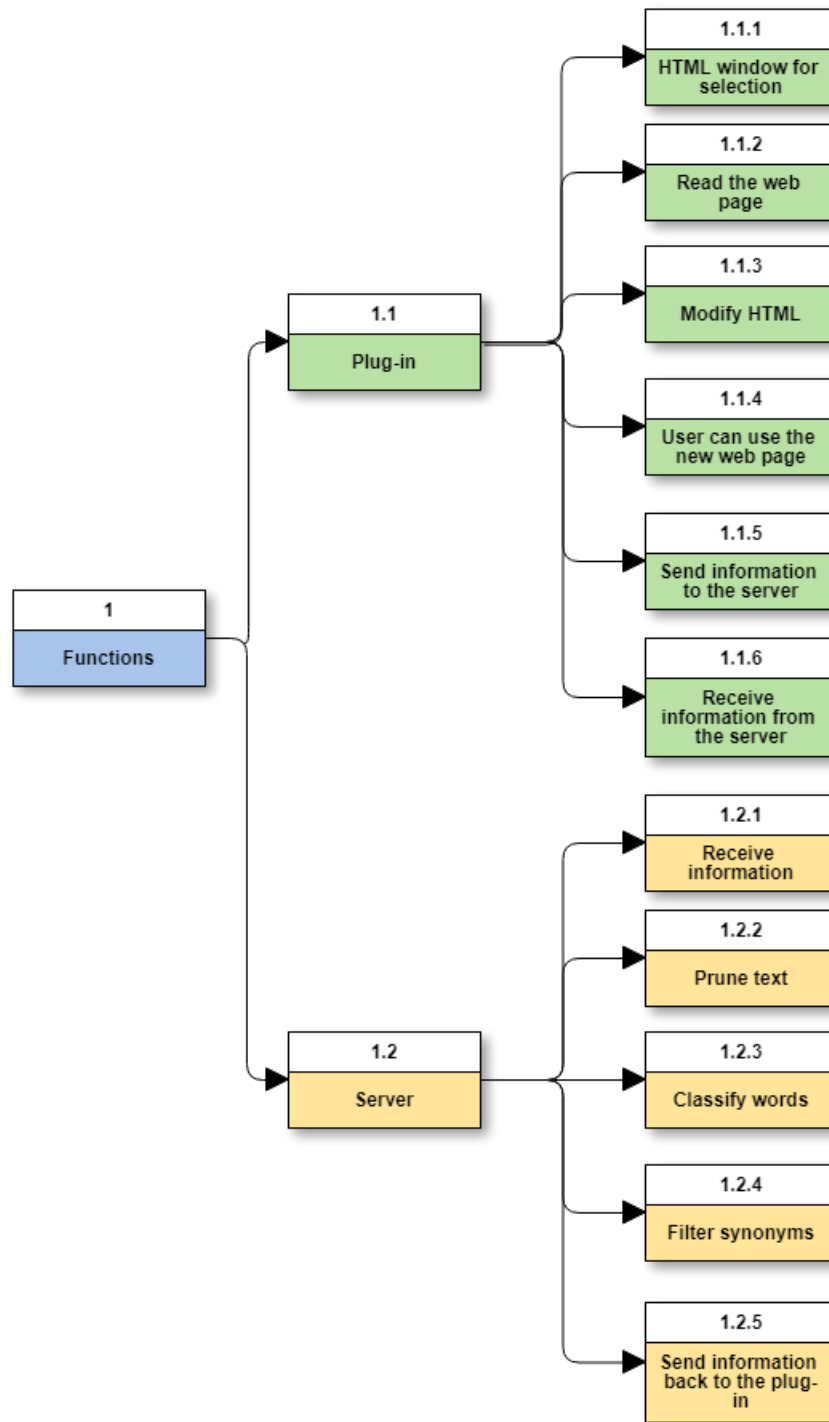 1.1.1
HTML window for
selection
1.1.2
Read the web
page
1.1.3
Modify HTML
1.1
Plug-in
1.1.4
User can use the
new web page
1.1.5
Send information
to the server
1
Functions
1.1.6
Receive
information from
the server
1.2.1
Receive
information
1.2.2
Prune text
1.2
Server
1.2.3
Classify words
1.2.4
Filter synonyms
1.2.5
Send information
back to the plug-
in